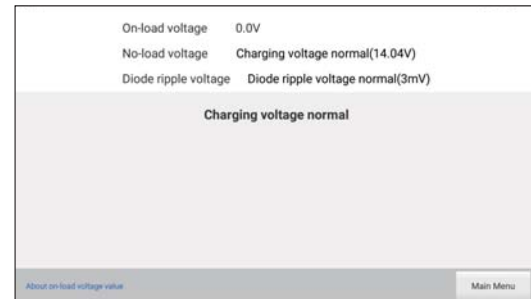 On-load voltage 0.0V
No-load voltage Charging voltage normal(14.04V)
Diode ripple voltage Diode ripple voltage normal(3mV)
Charging voltage normal
About on-load voltage value
Main Menu